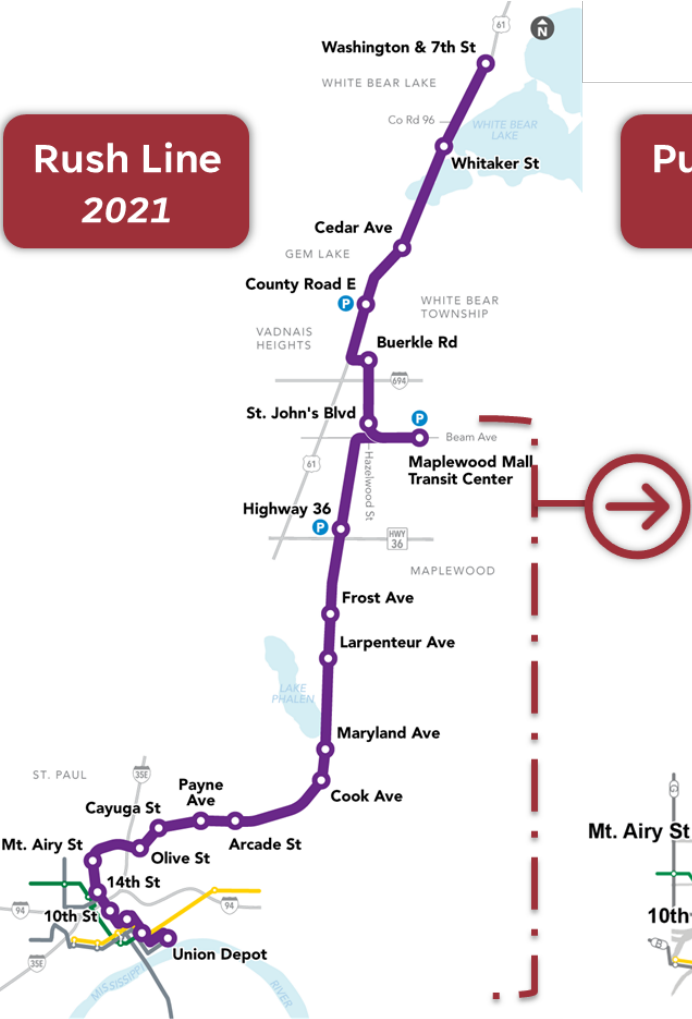 61
N
Washington & 7th St
WHITE BEAR LAKE
Co Rd 96
WHITE BEAR
LAKE
Rush Line
2021
Pu
Whitaker St
Cedar Ave
GEM LAKE
County Road E
P
WHITE BEAR
TOWNSHIP
VADNAIS
HEIGHTS
Buerkle Rd
694
St. John's Blvd
P
Beam Ave
61
Hazelwood St
Maplewood Mall
Transit Center
Highway 36
P
HWY
36
MAPLEWOOD
Frost Ave
Larpenteur Ave
LAKE
PHALEN
Maryland Ave
ST. PAUL
35E
Payne
Ave
Cook Ave
Cayuga St
Arcade St
Mt. Airy St
Olive St
14th St
94
10th St
94
35E
Union Depot
MISSISSIPPI
RIVER
G
Mt. Airy St
10th
B